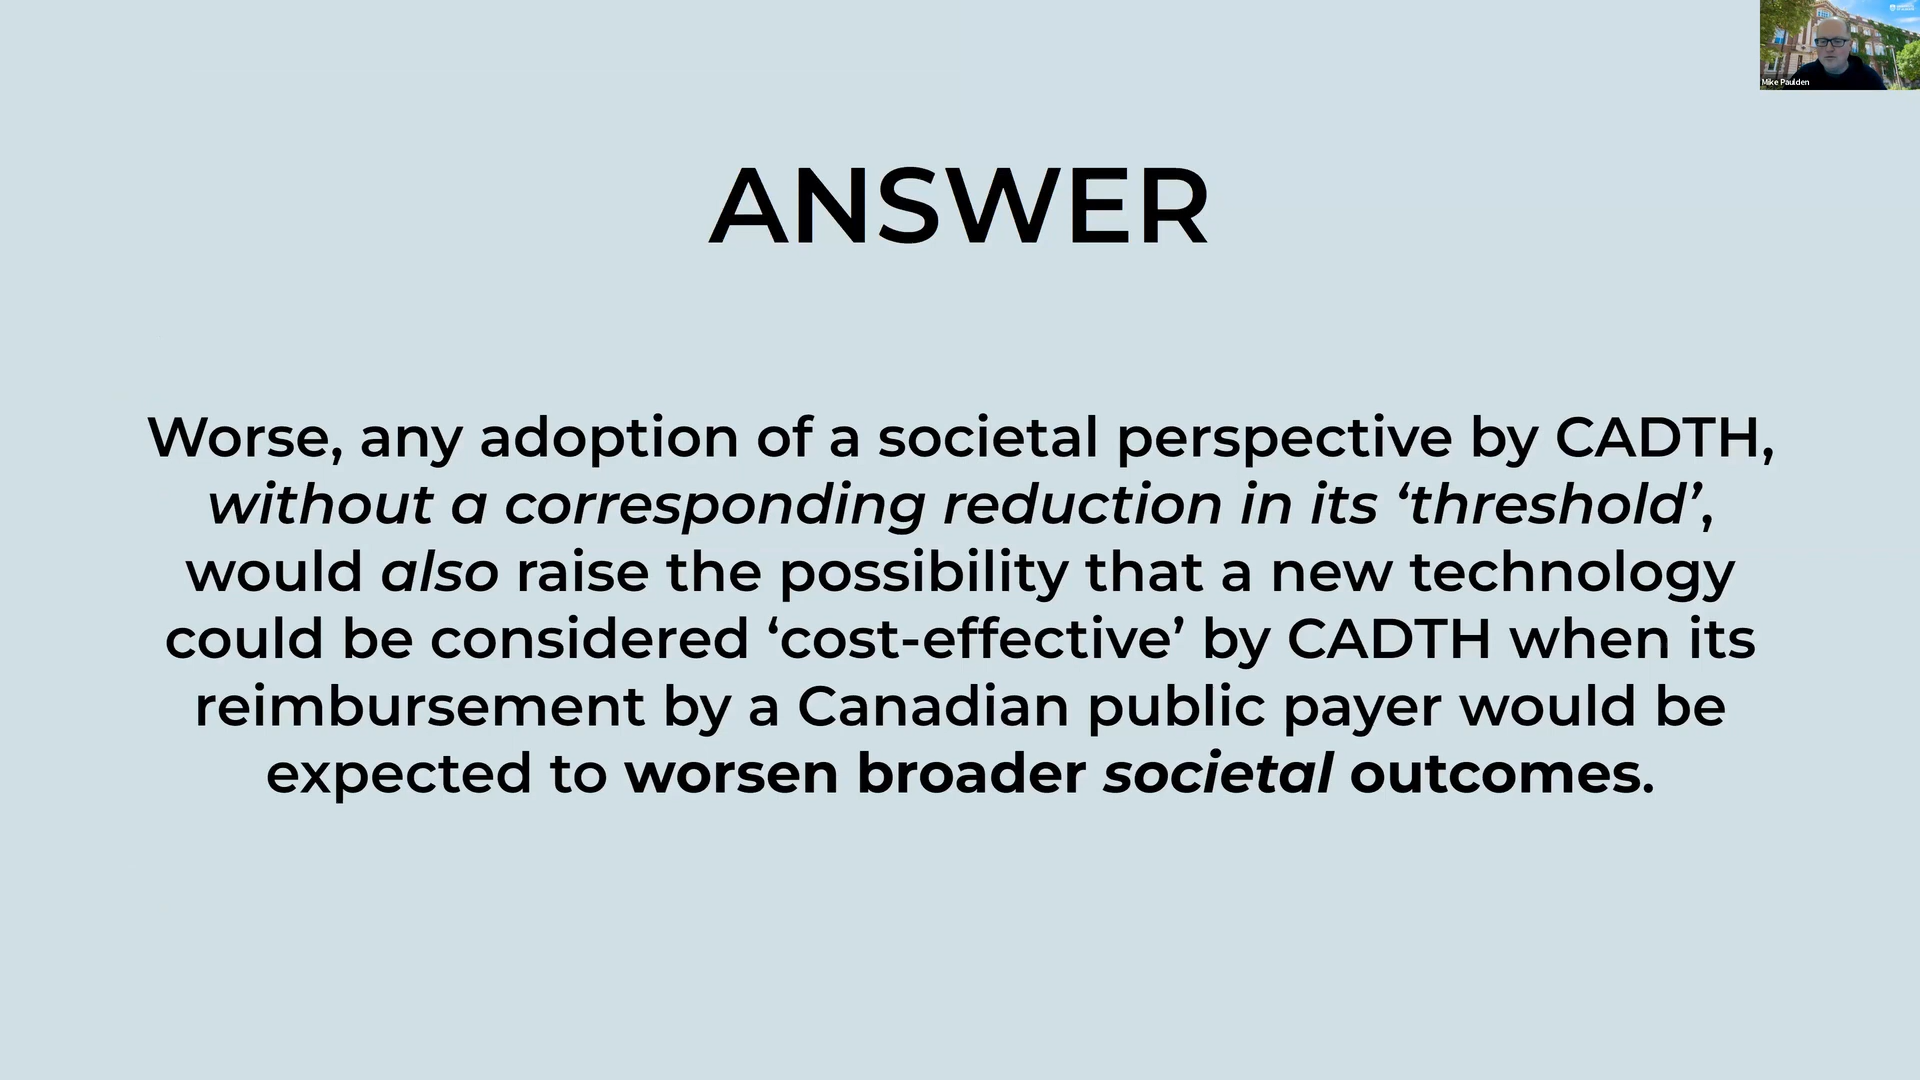 Mike Paulden
ANSWER
Worse, any adoption of a societal perspective by CADTH,
without a corresponding reduction in its ‘threshold’,
would also raise the possibility that a new technology
could be considered ‘cost-effective’ by CADTH when its
reimbursement by a Canadian public payer would be
expected to worsen broader societal outcomes.